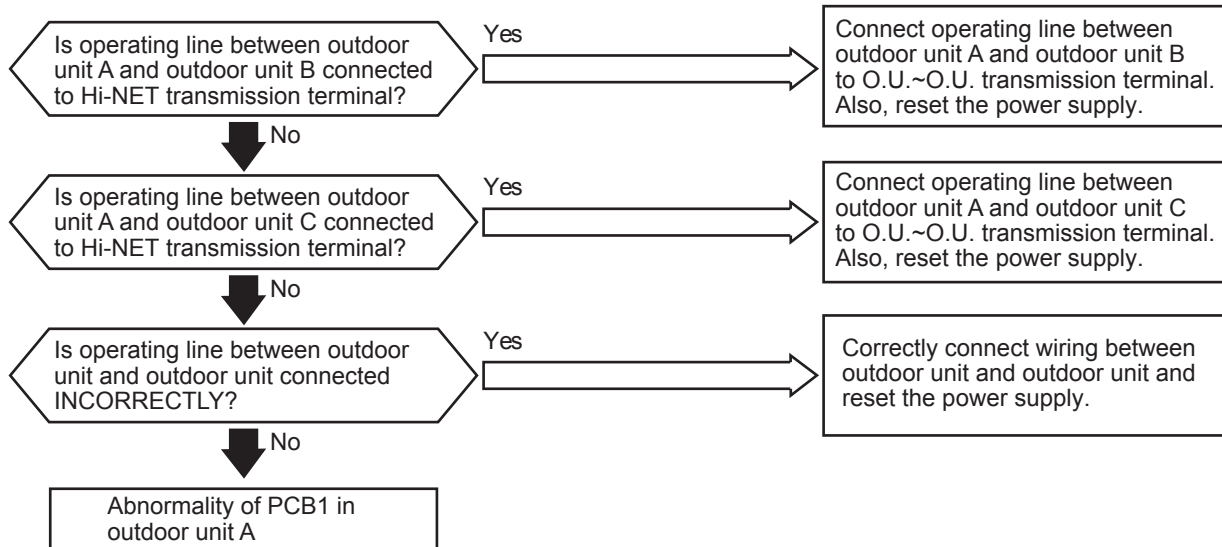 Is operating line between outdoor
unit A and outdoor unit B connected
to Hi-NET transmission terminal?
Yes
Connect operating line between
outdoor unit A and outdoor unit B
to O.U.~O.U. transmission terminal.
Also, reset the power supply.
No
Is operating line between outdoor
unit A and outdoor unit C connected
to Hi-NET transmission terminal?
Yes
Connect operating line between
outdoor unit A and outdoor unit C
to O.U.~O.U. transmission terminal.
Also, reset the power supply.
No
Is operating line between outdoor
unit and outdoor unit connected
INCORRECTLY?
Yes
Correctly connect wiring between
outdoor unit and outdoor unit and
reset the power supply.
No
Abnormality of PCB1 in
outdoor unit A